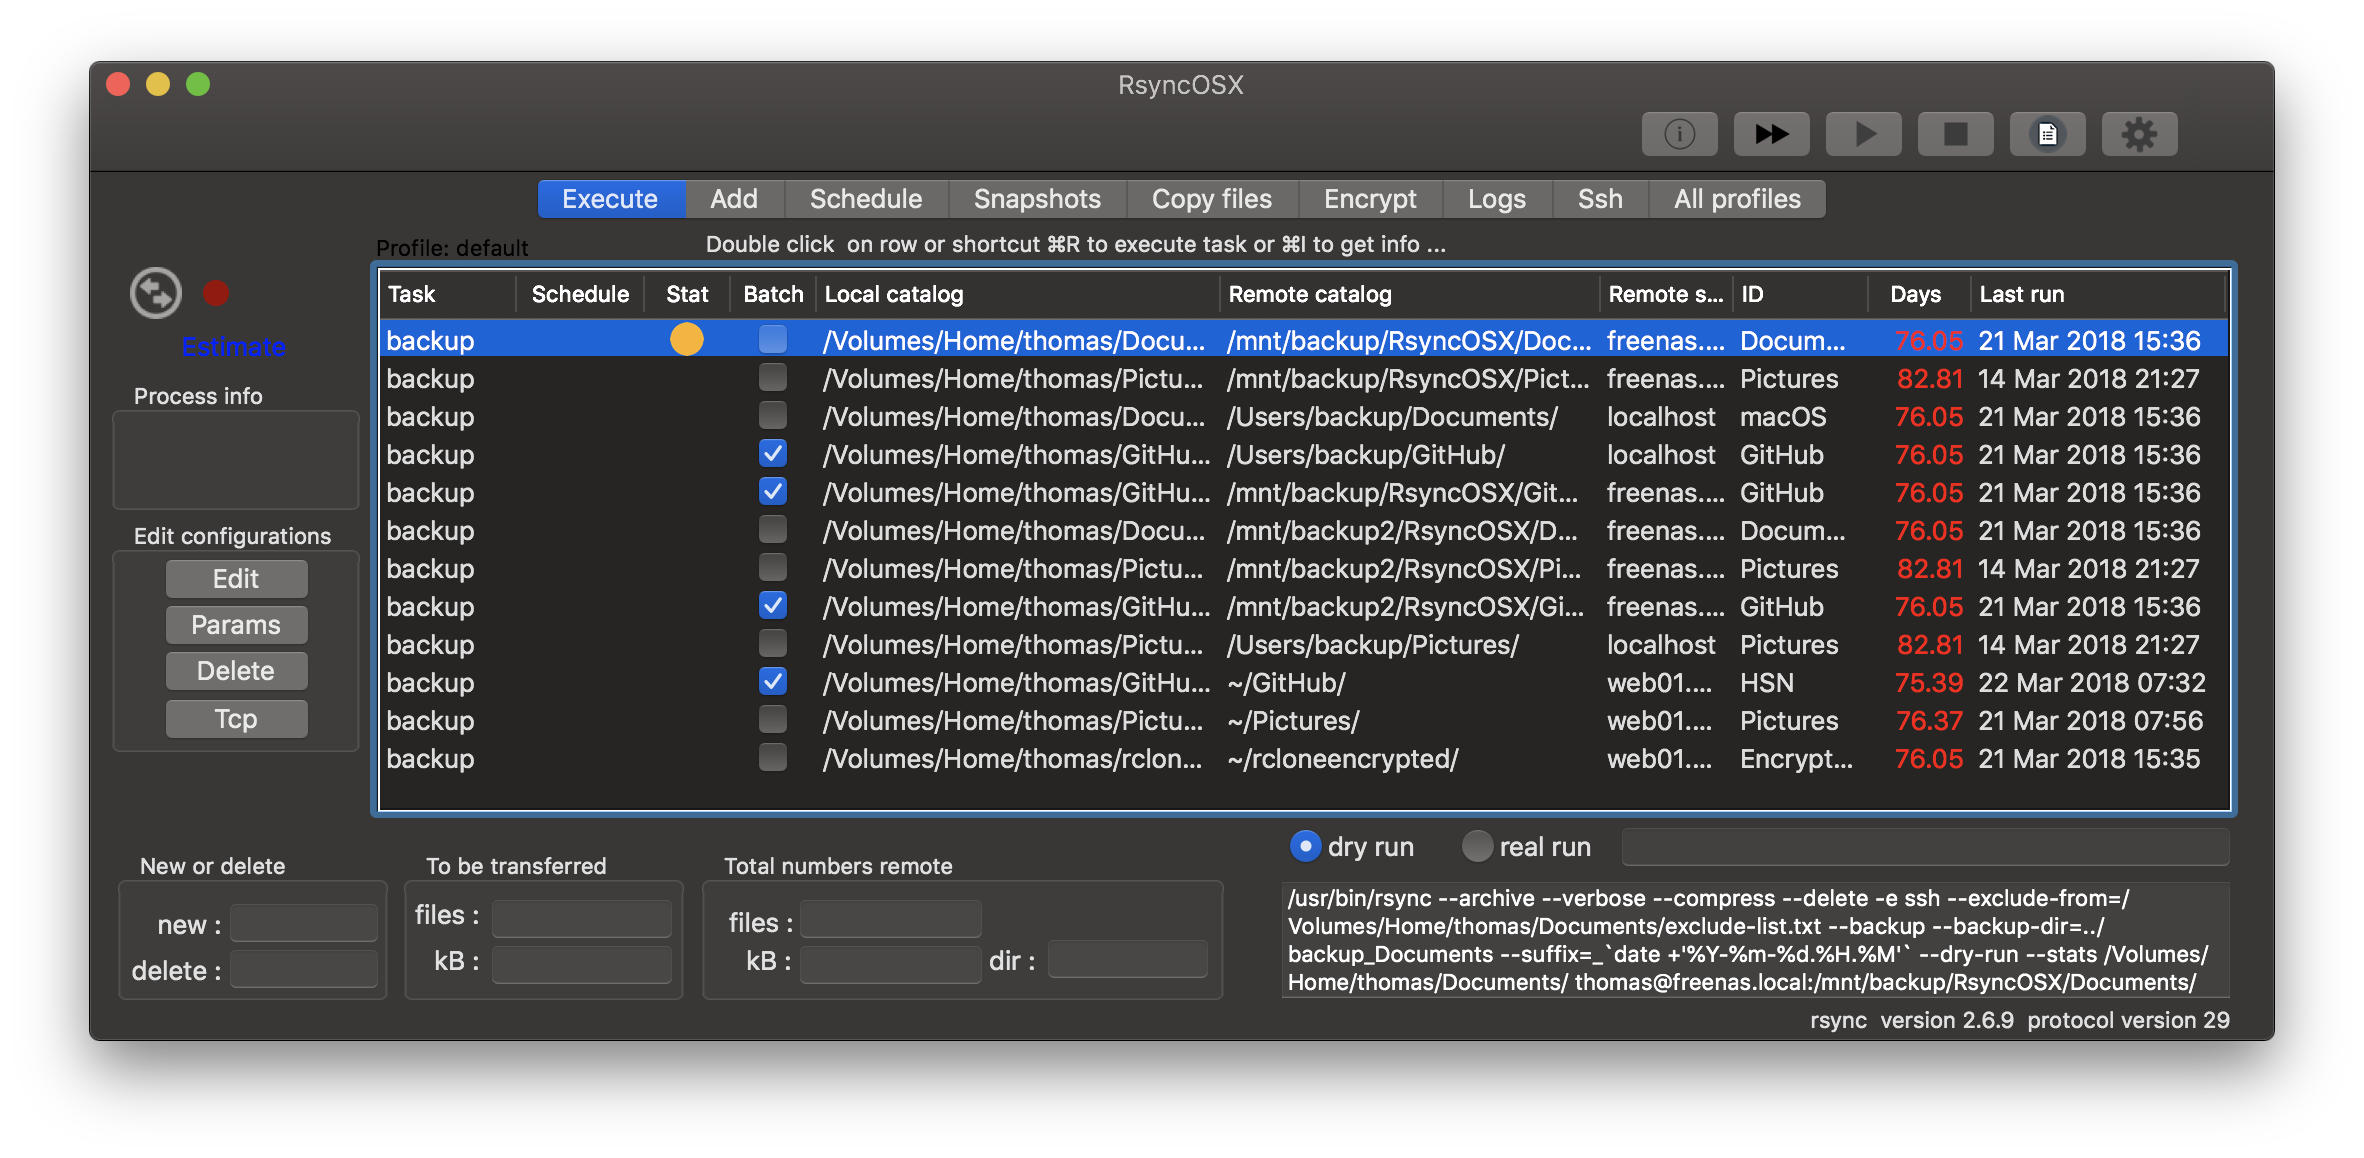 RsyncOSX
Execute Add Schedule Snapshots Copy files Encrypt Logs Ssh All profiles
Profile: default
Double click  on row or shortcut ⌘R to execute task or ⌘I to get info ...
Estimate
Process info
Edit configurations
Edit
Params
Delete
Tcp
Task Schedule Stat Batch Local catalog Remote catalog Remote s... ID Days Last run
backup /Volumes/Home/thomas/Docu... /mnt/backup/RsyncOSX/Doc... freenas.... Docum... 76.05 21 Mar 2018 15:36
backup /Volumes/Home/thomas/Pictu... /mnt/backup/RsyncOSX/Pict... freenas.... Pictures 82.81 14 Mar 2018 21:27
backup /Volumes/Home/thomas/Docu... /Users/backup/Documents/ localhost macOS 76.05 21 Mar 2018 15:36
backup /Volumes/Home/thomas/GitHu... /Users/backup/GitHub/ localhost GitHub 76.05 21 Mar 2018 15:36
backup /Volumes/Home/thomas/GitHu... /mnt/backup/RsyncOSX/Git... freenas.... GitHub 76.05 21 Mar 2018 15:36
backup /Volumes/Home/thomas/Docu... /mnt/backup2/RsyncOSX/D... freenas.... Docum... 76.05 21 Mar 2018 15:36
backup /Volumes/Home/thomas/Pictu... /mnt/backup2/RsyncOSX/Pi... freenas.... Pictures 82.81 14 Mar 2018 21:27
backup /Volumes/Home/thomas/GitHu... /mnt/backup2/RsyncOSX/Gi... freenas.... GitHub 76.05 21 Mar 2018 15:36
backup /Volumes/Home/thomas/Pictu... /Users/backup/Pictures/ localhost Pictures 82.81 14 Mar 2018 21:27
backup /Volumes/Home/thomas/GitHu... ~/GitHub/ web01.... HSN 75.39 22 Mar 2018 07:32
backup /Volumes/Home/thomas/Pictu... ~/Pictures/ web01.... Pictures 76.37 21 Mar 2018 07:56
backup /Volumes/Home/thomas/rclon... ~/rcloneencrypted/ web01.... Encrypt... 76.05 21 Mar 2018 15:35
New or delete
new :
delete :
To be transferred
files :
kB :
Total numbers remote
files :
kB : dir :
dry run real run
/usr/bin/rsync --archive --verbose --compress --delete -e ssh --exclude-from=/
Volumes/Home/thomas/Documents/exclude-list.txt --backup --backup-dir=../
backup_Documents --suffix=_`date +'%Y-%m-%d.%H.%M'` --dry-run --stats /Volumes/
Home/thomas/Documents/ thomas@freenas.local:/mnt/backup/RsyncOSX/Documents/
rsync  version 2.6.9  protocol version 29